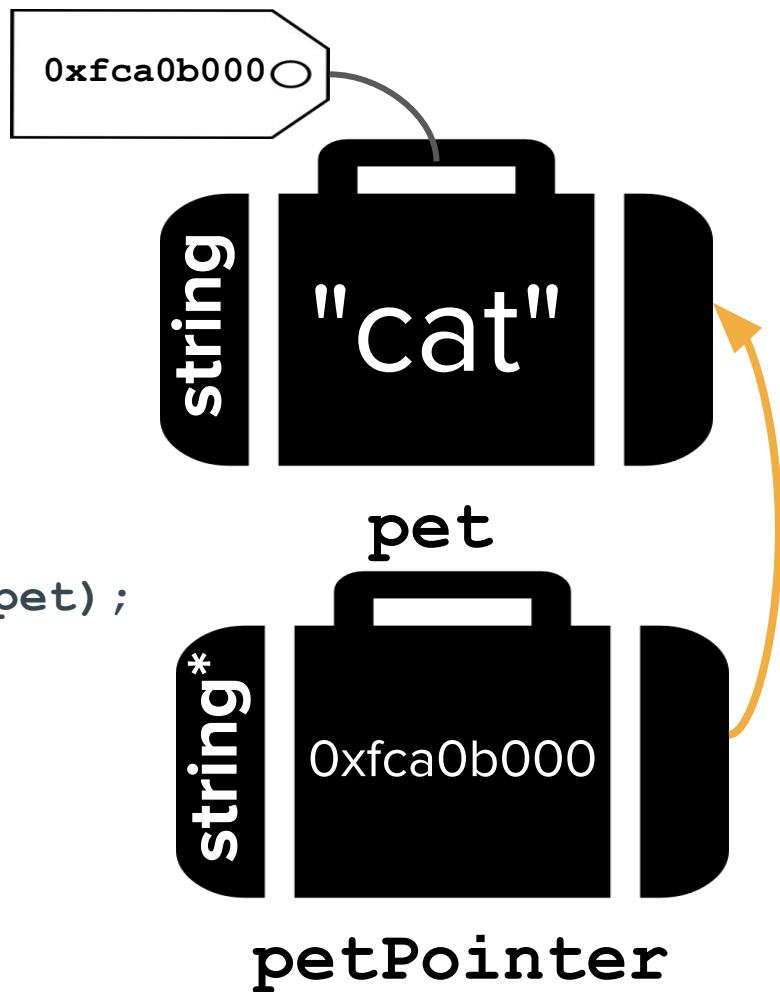 0xfca0b000
string
"cat"
pet
pet);
string*
0xfca0b000
petPointer